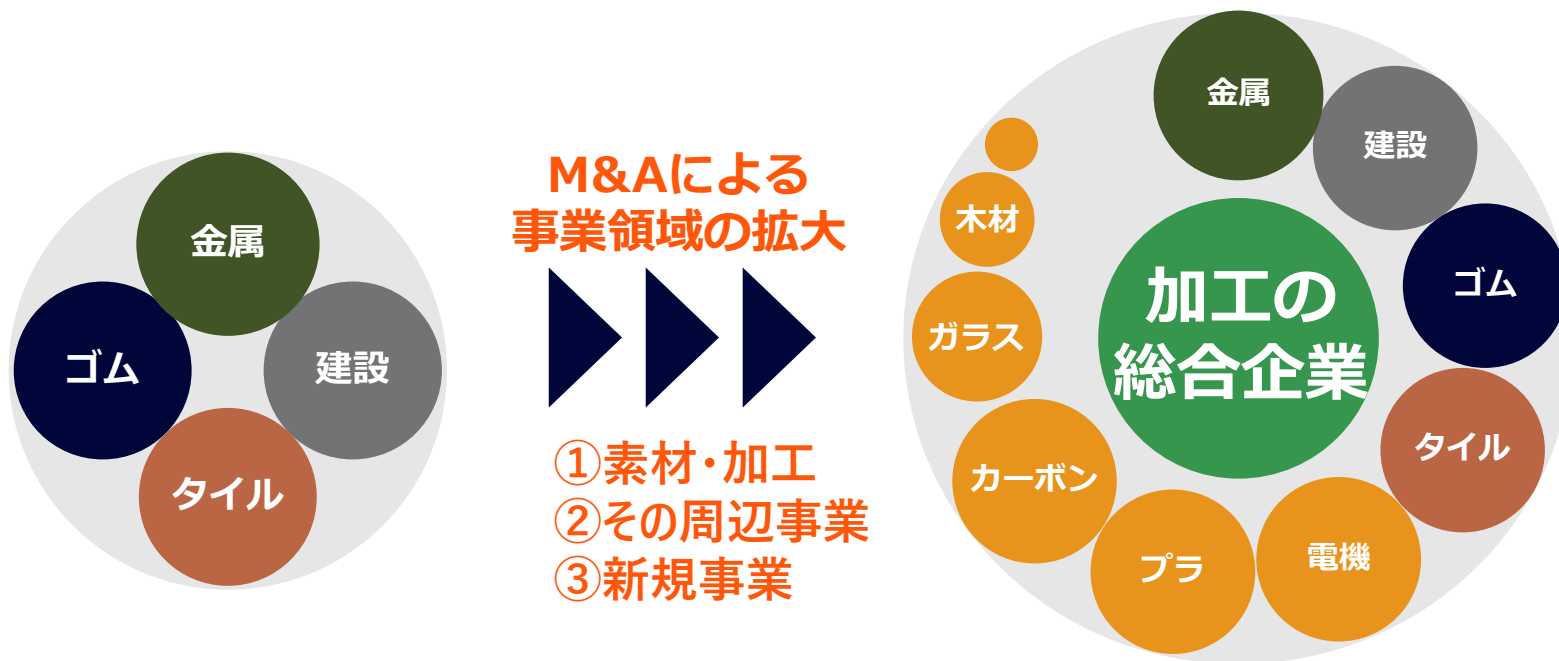 金属
ゴム
建設
タイル
M&Aによる
事業領域の拡大
①素材・加工
②その周辺事業
③新規事業
金属
建設
ゴム
タイル
電機
プラ
カーボン
ガラス
木材
加工の
総合企業